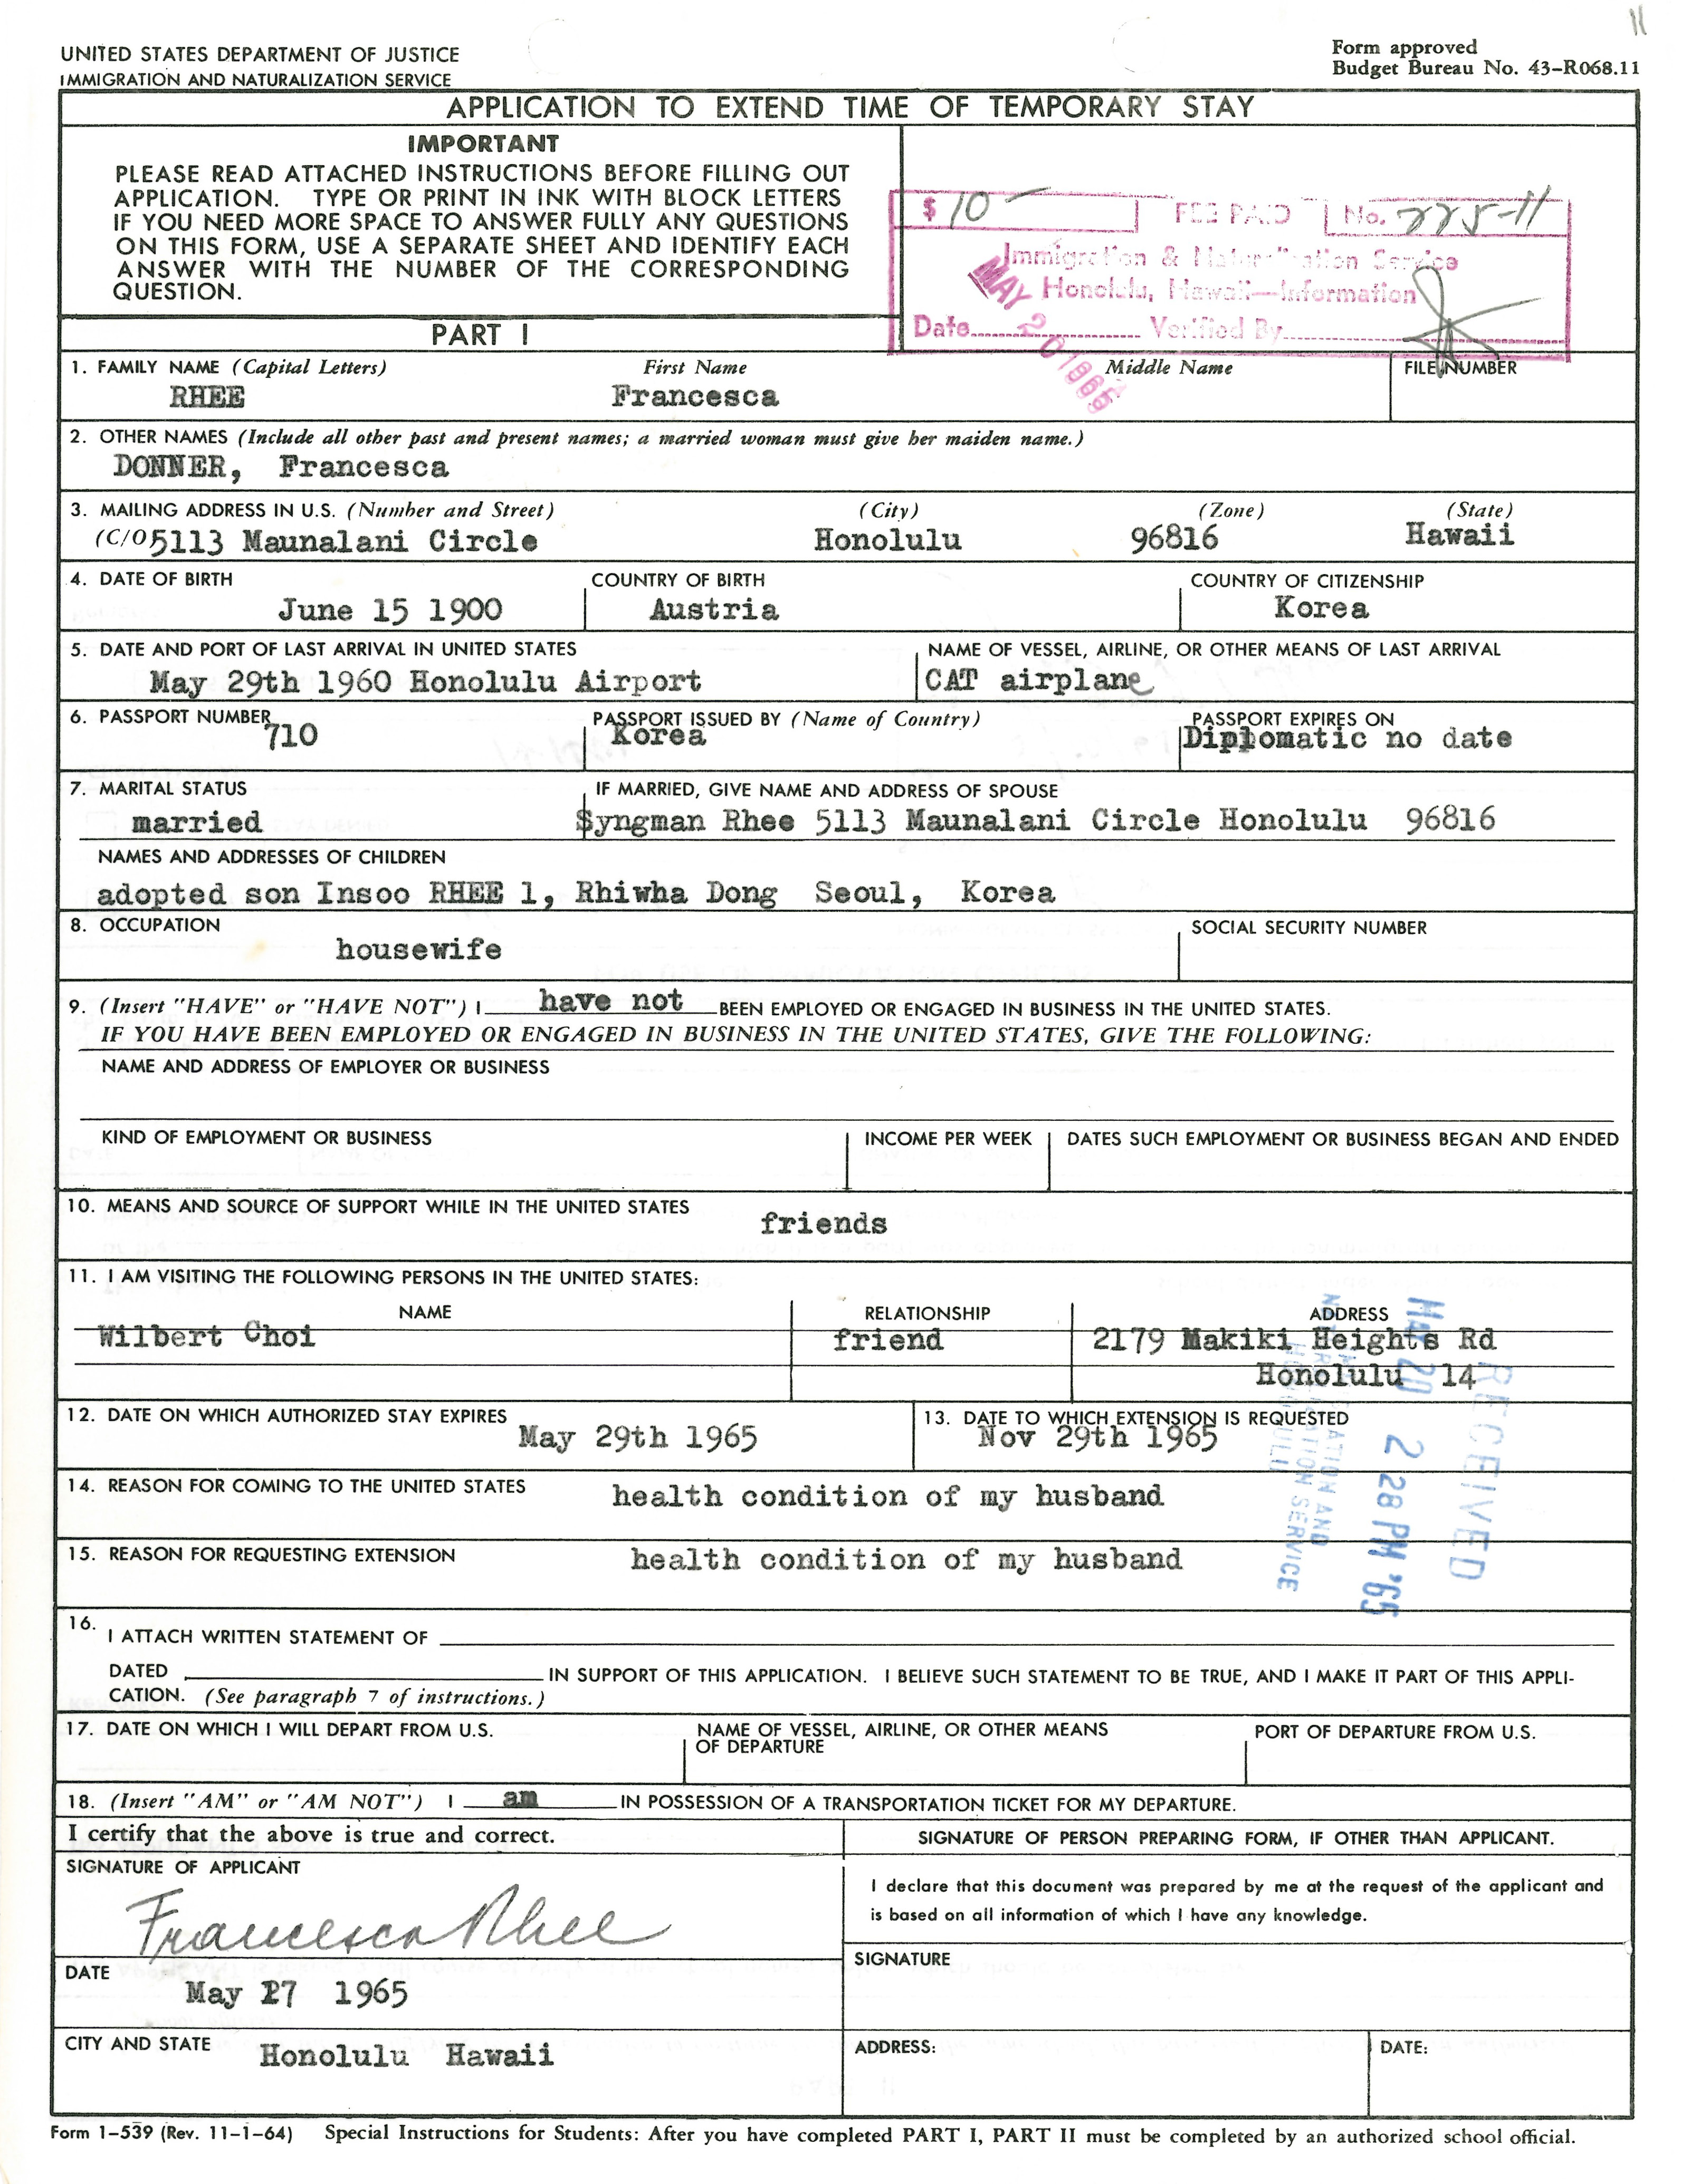 11
UNITED STATES DEPARTMENT OF JUSTICE
IMMIGRATION AND NATURALIZATION SERVICE
Form approved
Budget Bureau No. 43-R068.11
APPLICATION TO EXTEND TIME OF TEMPORARY STAY
IMPORTANT
PLEASE READ ATTACHED INSTRUCTIONS BEFORE FILLING OUT
APPLICATION. TYPE OR PRINT IN INK WITH BLOCK LETTERS
IF YOU NEED MORE SPACE TO ANSWER FULLY ANY QUESTIONS
ON THIS FORM, USE A SEPARATE SHEET AND IDENTIFY EACH
ANSWER WITH THE NUMBER OF THE CORRESPONDING
QUESTION.
$ 10- FEE PAID No. 225-11
Immigration & Naturalization Service
Honolulu, Hawaii—Information
Date Verified By
MAY 20 1965
PART I
1. FAMILY NAME (Capital Letters) First Name Middle Name FILE NUMBER
RHEE Francesca
2. OTHER NAMES (Include all other past and present names; a married woman must give her maiden name.)
DONNER, Francesca
3. MAILING ADDRESS IN U.S. (Number and Street) (City) (Zone) (State)
(C/O 5113 Maunalani Circle Honolulu 96816 Hawaii
4. DATE OF BIRTH COUNTRY OF BIRTH COUNTRY OF CITIZENSHIP
June 15 1900 Austria Korea
5. DATE AND PORT OF LAST ARRIVAL IN UNITED STATES NAME OF VESSEL, AIRLINE, OR OTHER MEANS OF LAST ARRIVAL
May 29th 1960 Honolulu Airport CAT airplane
6. PASSPORT NUMBER PASSPORT ISSUED BY (Name of Country) PASSPORT EXPIRES ON
710 Korea Diplomatic no date
7. MARITAL STATUS IF MARRIED, GIVE NAME AND ADDRESS OF SPOUSE
married Syngman Rhee 5113 Maunalani Circle Honolulu 96816
NAMES AND ADDRESSES OF CHILDREN
adopted son Insoo RHEE 1, Rhiwha Dong Seoul, Korea
8. OCCUPATION SOCIAL SECURITY NUMBER
housewife
9. (Insert "HAVE" or "HAVE NOT") I have not BEEN EMPLOYED OR ENGAGED IN BUSINESS IN THE UNITED STATES.
IF YOU HAVE BEEN EMPLOYED OR ENGAGED IN BUSINESS IN THE UNITED STATES, GIVE THE FOLLOWING:
NAME AND ADDRESS OF EMPLOYER OR BUSINESS
KIND OF EMPLOYMENT OR BUSINESS INCOME PER WEEK DATES SUCH EMPLOYMENT OR BUSINESS BEGAN AND ENDED
10. MEANS AND SOURCE OF SUPPORT WHILE IN THE UNITED STATES
friends
11. I AM VISITING THE FOLLOWING PERSONS IN THE UNITED STATES:
NAME RELATIONSHIP ADDRESS
Wilbert Choi friend 2179 Makiki Heights Rd
Honolulu 14
RECEIVED
MAY 20 2 28 PM '65
IMMIGRATION AND
NATURALIZATION SERVICE
HONOLULU
12. DATE ON WHICH AUTHORIZED STAY EXPIRES 13. DATE TO WHICH EXTENSION IS REQUESTED
May 29th 1965 Nov 29th 1965
14. REASON FOR COMING TO THE UNITED STATES health condition of my husband
15. REASON FOR REQUESTING EXTENSION health condition of my husband
16.
I ATTACH WRITTEN STATEMENT OF
DATED IN SUPPORT OF THIS APPLICATION. I BELIEVE SUCH STATEMENT TO BE TRUE, AND I MAKE IT PART OF THIS APPLI-
CATION. (See paragraph 7 of instructions.)
17. DATE ON WHICH I WILL DEPART FROM U.S. NAME OF VESSEL, AIRLINE, OR OTHER MEANS PORT OF DEPARTURE FROM U.S.
OF DEPARTURE
18. (Insert "AM" or "AM NOT") I am IN POSSESSION OF A TRANSPORTATION TICKET FOR MY DEPARTURE.
I certify that the above is true and correct.
SIGNATURE OF PERSON PREPARING FORM, IF OTHER THAN APPLICANT.
SIGNATURE OF APPLICANT
Francesca Rhee
I declare that this document was prepared by me at the request of the applicant and
is based on all information of which I have any knowledge.
DATE
May 17 1965
SIGNATURE
CITY AND STATE Honolulu Hawaii
ADDRESS: DATE:
Form I-539 (Rev. 11-1-64) Special Instructions for Students: After you have completed PART I, PART II must be completed by an authorized school official.